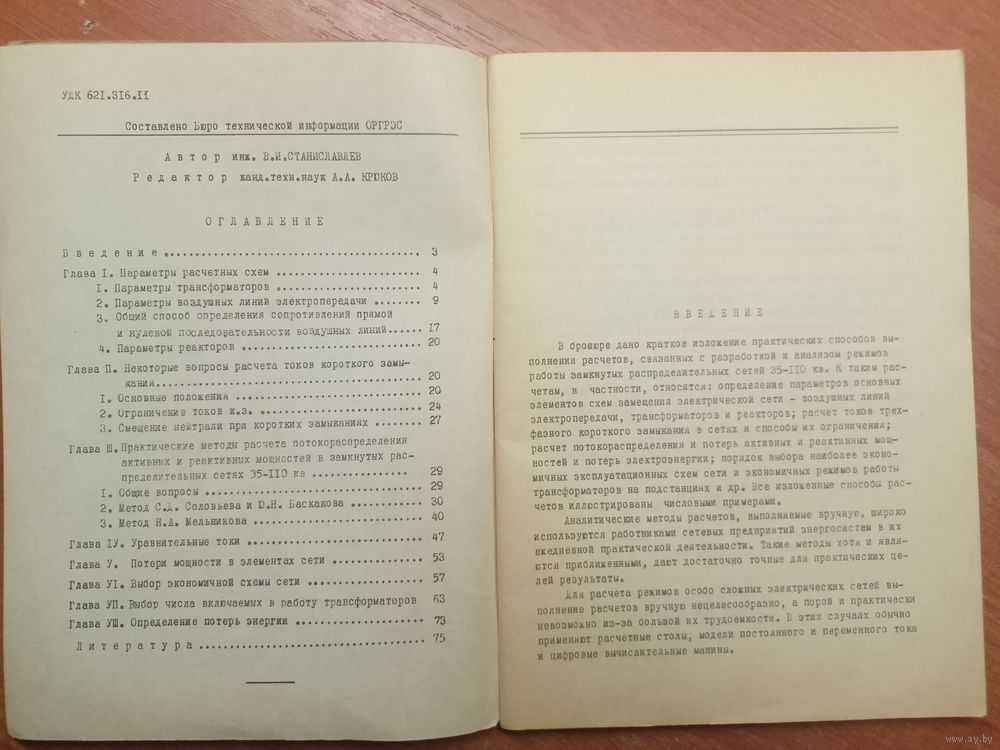 УДК 621.316.11
Составлено Бюро технической информации ОРГРЭС
Автор инж. В.И.СТАНИСЛАВЛЕВ
Редактор канд.техн.наук А.А. КРЮКОВ
ОГЛАВЛЕНИЕ
Введение .......... 3
Глава I. Параметры расчетных схем .......... 4
1. Параметры трансформаторов .......... 4
2. Параметры воздушных линий электропередачи ........ 9
3. Общий способ определения сопротивлений прямой
и нулевой последовательности воздушных линий...... 17
4. Параметры реакторов .......... 20
Глава П. Некоторые вопросы расчета токов короткого замы-
кания.......... 20
1. Основные положения .......... 20
2. Ограничение токов к.з. .......... 24
3. Смещение нейтрали при коротких замыканиях ........ 27
Глава Ш. Практические методы расчета потокораспределения
активных и реактивных мощностей в замкнутых рас-
пределительных сетях 35-110 кв .......... 29
1. Общие вопросы .......... 29
2. Метод С.Д. Соловьева и Ю.Н. Баскакова .......... 30
3. Метод Н.А. Мельникова .......... 40
Глава IУ. Уравнительные токи .......... 47
Глава У. Потери мощности в элементах сети .......... 53
Глава УI. Выбор экономичной схемы сети .......... 57
Глава УП. Выбор числа включаемых в работу трансформаторов 63
Глава УШ. Определение потерь энергии .......... 73
Литература .......... 75
ВВЕДЕНИЕ
В брошюре дано краткое изложение практических способов вы-
полнения расчетов, связанных с разработкой и анализом режимов
работы замкнутых распределительных сетей 35-110 кв. К таким рас-
четам, в частности, относятся: определение параметров основных
элементов схем замещения электрической сети - воздушных линий
электропередачи, трансформаторов и реакторов; расчет токов трех-
фазного короткого замыкания в сетях и способы их ограничения;
расчет потокораспределения и потерь активных и реактивных мощ-
ностей и потерь электроэнергии; порядок выбора наиболее эконо-
мичных эксплуатационных схем сети и экономичных режимов работы
трансформаторов на подстанциях и др. Все изложенные способы рас-
четов иллюстрированы числовыми примерами.
Аналитические методы расчетов, выполняемые вручную, широко
используются работниками сетевых предприятий энергосистем в их
ежедневной практической деятельности. Такие методы хотя и явля-
ются приближенными, дают достаточно точные для практических це-
лей результаты.
Для расчета режимов особо сложных электрических сетей вы-
полнение расчетов вручную нецелесообразно, а порой и практически
невозможно из-за большой их трудоемкости. В этих случаях обычно
применяют расчетные столы, модели постоянного и переменного тока
и цифровые вычислительные машины.
www.ay.by